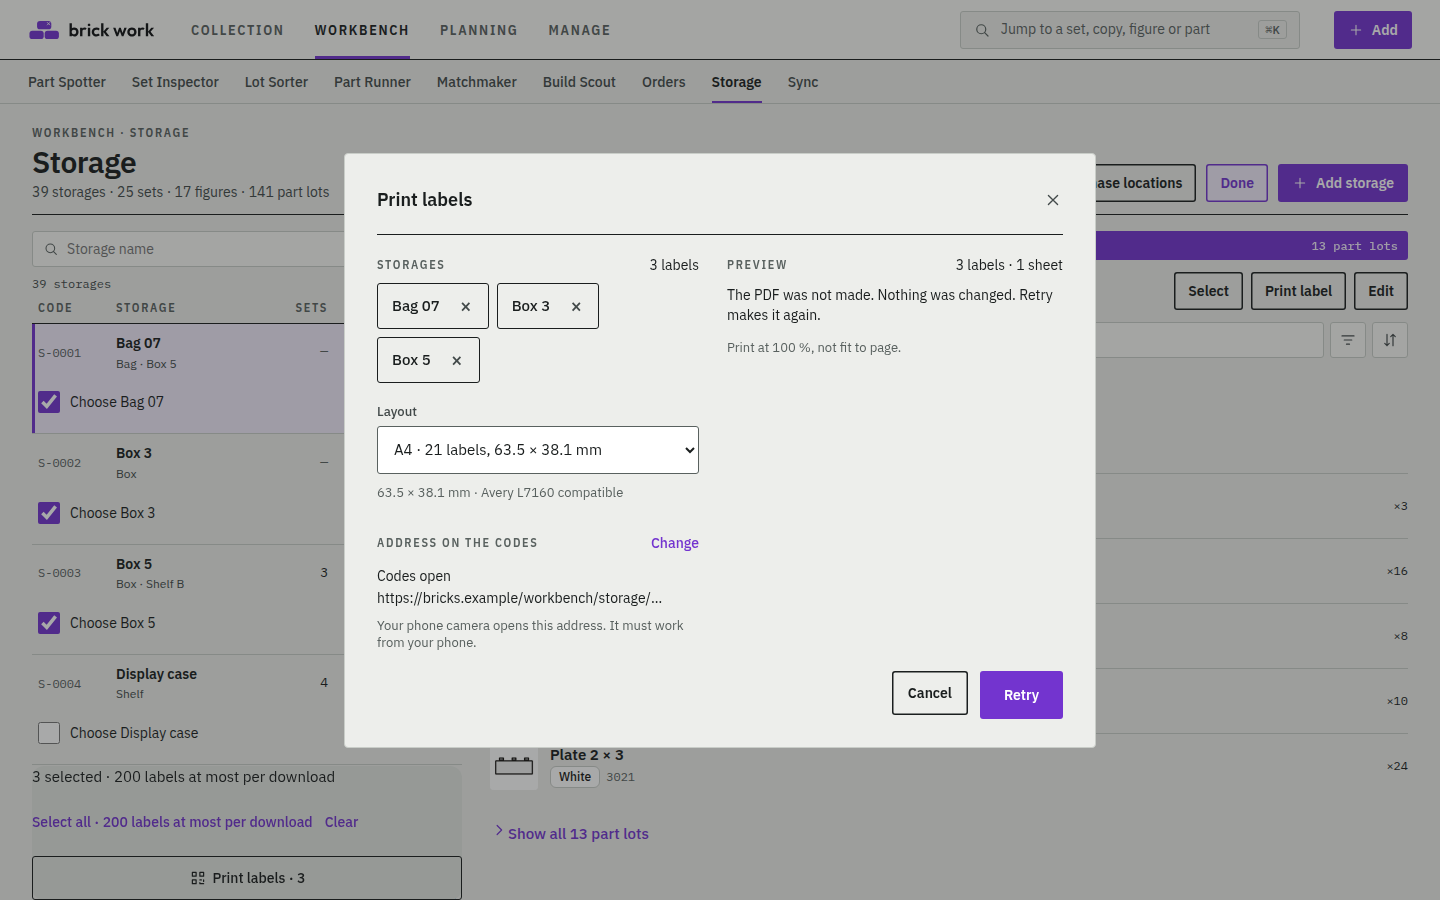 brick work
COLLECTION
WORKBENCH
PLANNING
MANAGE
Jump to a set, copy, figure or part
⌘K
Add
Part Spotter
Set Inspector
Lot Sorter
Part Runner
Matchmaker
Build Scout
Orders
Storage
Sync
WORKBENCH · STORAGE
Storage
39 storages · 25 sets · 17 figures · 141 part lots
ase locations
Done
Add storage
Storage name
13 part lots
39 storages
CODE STORAGE SETS
Select
Print label
Edit
S-0001 Bag 07 –
Bag · Box 5
Choose Bag 07
S-0002 Box 3 –
Box
Choose Box 3
S-0003 Box 5 3
Box · Shelf B
Choose Box 5
S-0004 Display case 4
Shelf
Choose Display case
3 selected · 200 labels at most per download
Select all · 200 labels at most per download Clear
Print labels · 3
Print labels
STORAGES 3 labels
Bag 07 ×
Box 3 ×
Box 5 ×
Layout
A4 · 21 labels, 63.5 × 38.1 mm
63.5 × 38.1 mm · Avery L7160 compatible
ADDRESS ON THE CODES Change
Codes open
https://bricks.example/workbench/storage/…
Your phone camera opens this address. It must work
from your phone.
PREVIEW 3 labels · 1 sheet
The PDF was not made. Nothing was changed. Retry
makes it again.
Print at 100 %, not fit to page.
Cancel
Retry
×3
×16
×8
×10
Plate 2 × 3
White 3021
×24
Show all 13 part lots